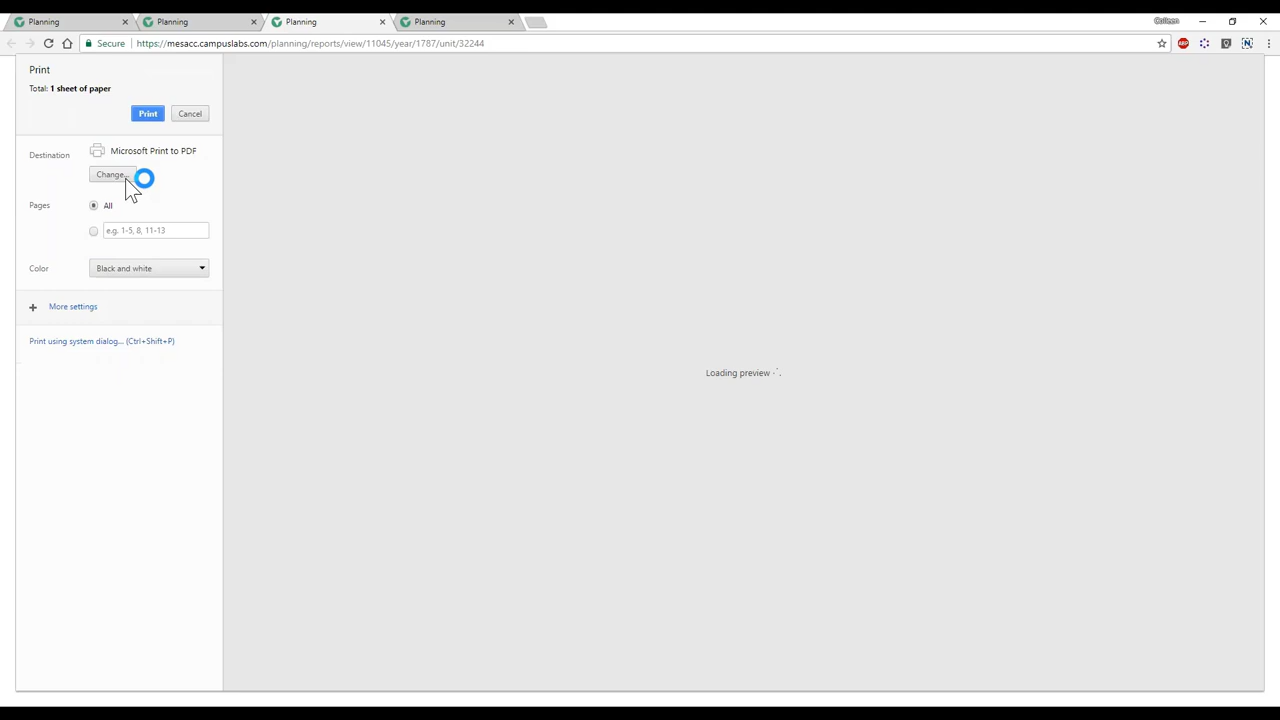 Planning
Planning
Planning
Planning
Colleen
Secure
https://mesacc.campuslabs.com/planning/reports/view/11045/year/1787/unit/32244
ABP
N
Print
Total: 1 sheet of paper
Print
Cancel
Destination
Microsoft Print to PDF
Change...
Pages
All
e.g. 1-5, 8, 11-13
Color
Black and white
More settings
Print using system dialog... (Ctrl+Shift+P)
Loading preview